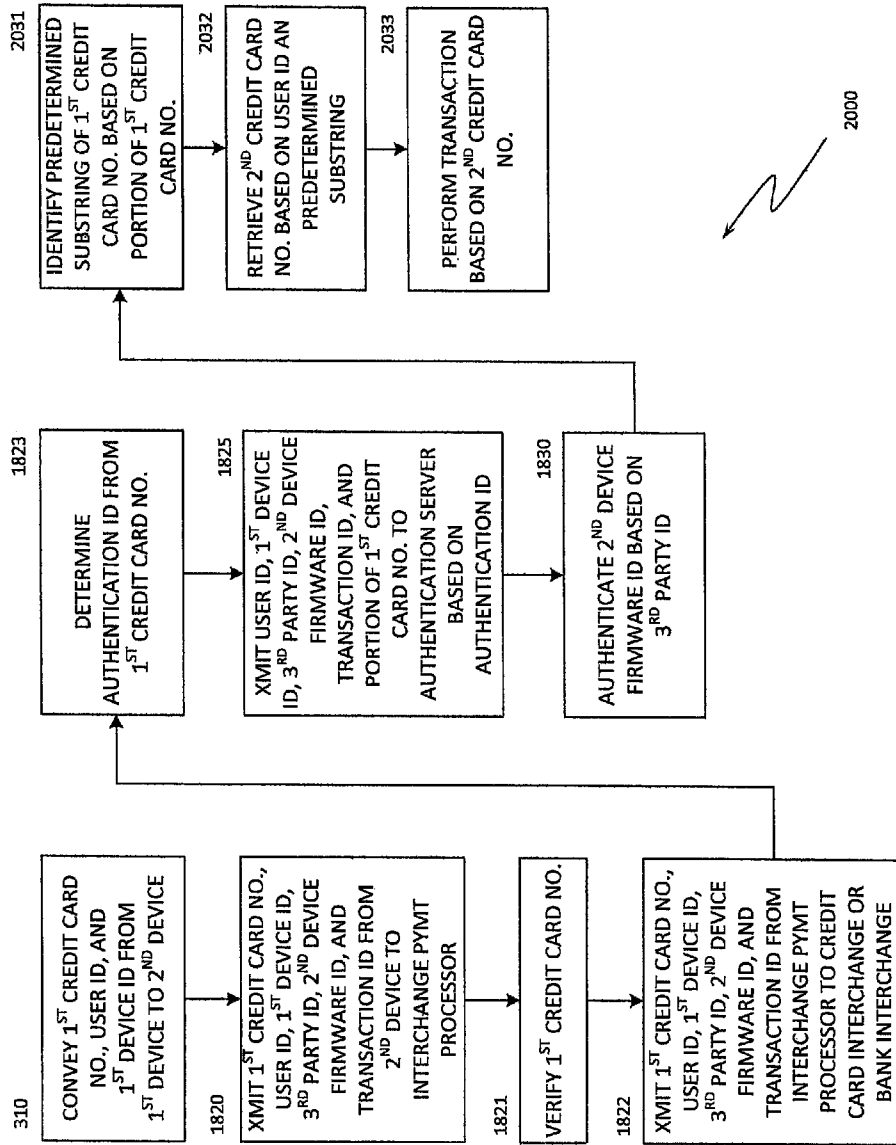 310
CONVEY 1ST CREDIT CARD
NO., USER ID, AND
1ST DEVICE ID FROM
1ST DEVICE TO 2ND DEVICE
1820
XMIT 1ST CREDIT CARD NO.,
USER ID, 1ST DEVICE ID,
3RD PARTY ID, 2ND DEVICE
FIRMWARE ID, AND
TRANSACTION ID FROM
2ND DEVICE TO
INTERCHANGE PYMT
PROCESSOR
1821
VERIFY 1ST CREDIT CARD NO.
1822
XMIT 1ST CREDIT CARD NO.,
USER ID, 1ST DEVICE ID,
3RD PARTY ID, 2ND DEVICE
FIRMWARE ID, AND
TRANSACTION ID FROM
INTERCHANGE PYMT
PROCESSOR TO CREDIT
CARD INTERCHANGE OR
BANK INTERCHANGE
1823
DETERMINE
AUTHENTICATION ID FROM
1ST CREDIT CARD NO.
1825
XMIT USER ID, 1ST DEVICE
ID, 3RD PARTY ID, 2ND DEVICE
FIRMWARE ID,
TRANSACTION ID, AND
PORTION OF 1ST CREDIT
CARD NO. TO
AUTHENTICATION SERVER
BASED ON
AUTHENTICATION ID
1830
AUTHENTICATE 2ND DEVICE
FIRMWARE ID BASED ON
3RD PARTY ID
2031
IDENTIFY PREDETERMINED
SUBSTRING OF 1ST CREDIT
CARD NO. BASED ON
PORTION OF 1ST CREDIT
CARD NO.
2032
RETRIEVE 2ND CREDIT CARD
NO. BASED ON USER ID AN
PREDETERMINED
SUBSTRING
2033
PERFORM TRANSACTION
BASED ON 2ND CREDIT CARD
NO.
2000